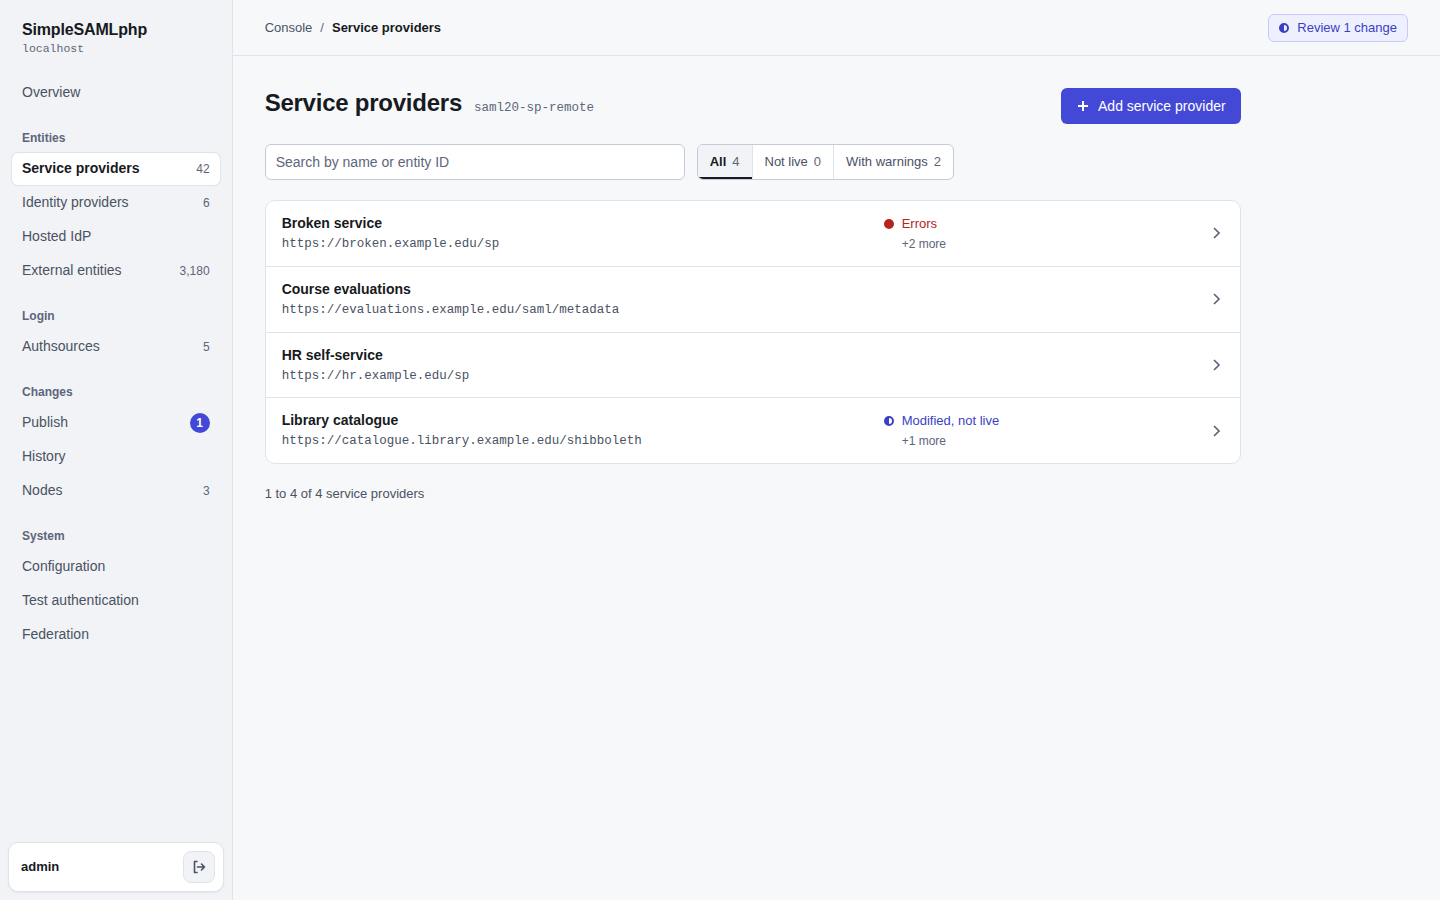 SimpleSAMLphp
localhost
Overview
Entities
Service providers 42
Identity providers 6
Hosted IdP
External entities 3,180
Login
Authsources 5
Changes
Publish 1
History
Nodes 3
System
Configuration
Test authentication
Federation
admin
Console / Service providers
Review 1 change
Service providers saml20-sp-remote
Add service provider
Search by name or entity ID
All 4 Not live 0 With warnings 2
Broken service
https://broken.example.edu/sp
Errors
+2 more
Course evaluations
https://evaluations.example.edu/saml/metadata
HR self-service
https://hr.example.edu/sp
Library catalogue
https://catalogue.library.example.edu/shibboleth
Modified, not live
+1 more
1 to 4 of 4 service providers